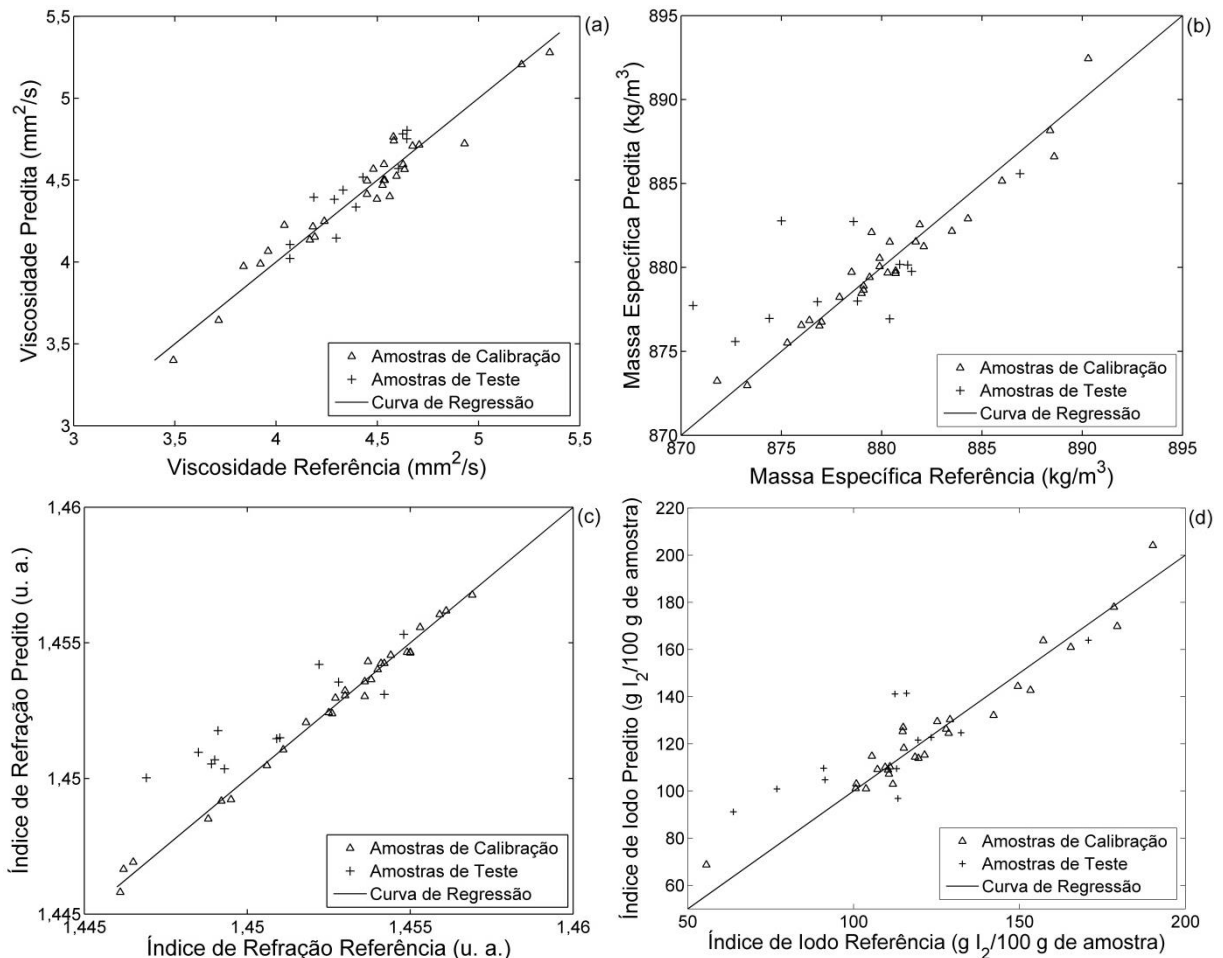 (a)
5,5
5
4,5
4
3,5
3
Viscosidade Predita (mm²/s)
3
3,5
4
4,5
5
5,5
Viscosidade Referência (mm²/s)
Amostras de Calibração
Amostras de Teste
Curva de Regressão
(b)
895
890
885
880
875
870
Massa Específica Predita (kg/m³)
870
875
880
885
890
895
Massa Específica Referência (kg/m³)
Amostras de Calibração
Amostras de Teste
Curva de Regressão
(c)
1,46
1,455
1,45
1,445
Índice de Refração Predito (u. a.)
1,445
1,45
1,455
1,46
Índice de Refração Referência (u. a.)
Amostras de Calibração
Amostras de Teste
Curva de Regressão
(d)
220
200
180
160
140
120
100
80
60
Índice de Iodo Predito (g I₂/100 g de amostra)
50
100
150
200
Índice de Iodo Referência (g I₂/100 g de amostra)
Amostras de Calibração
Amostras de Teste
Curva de Regressão